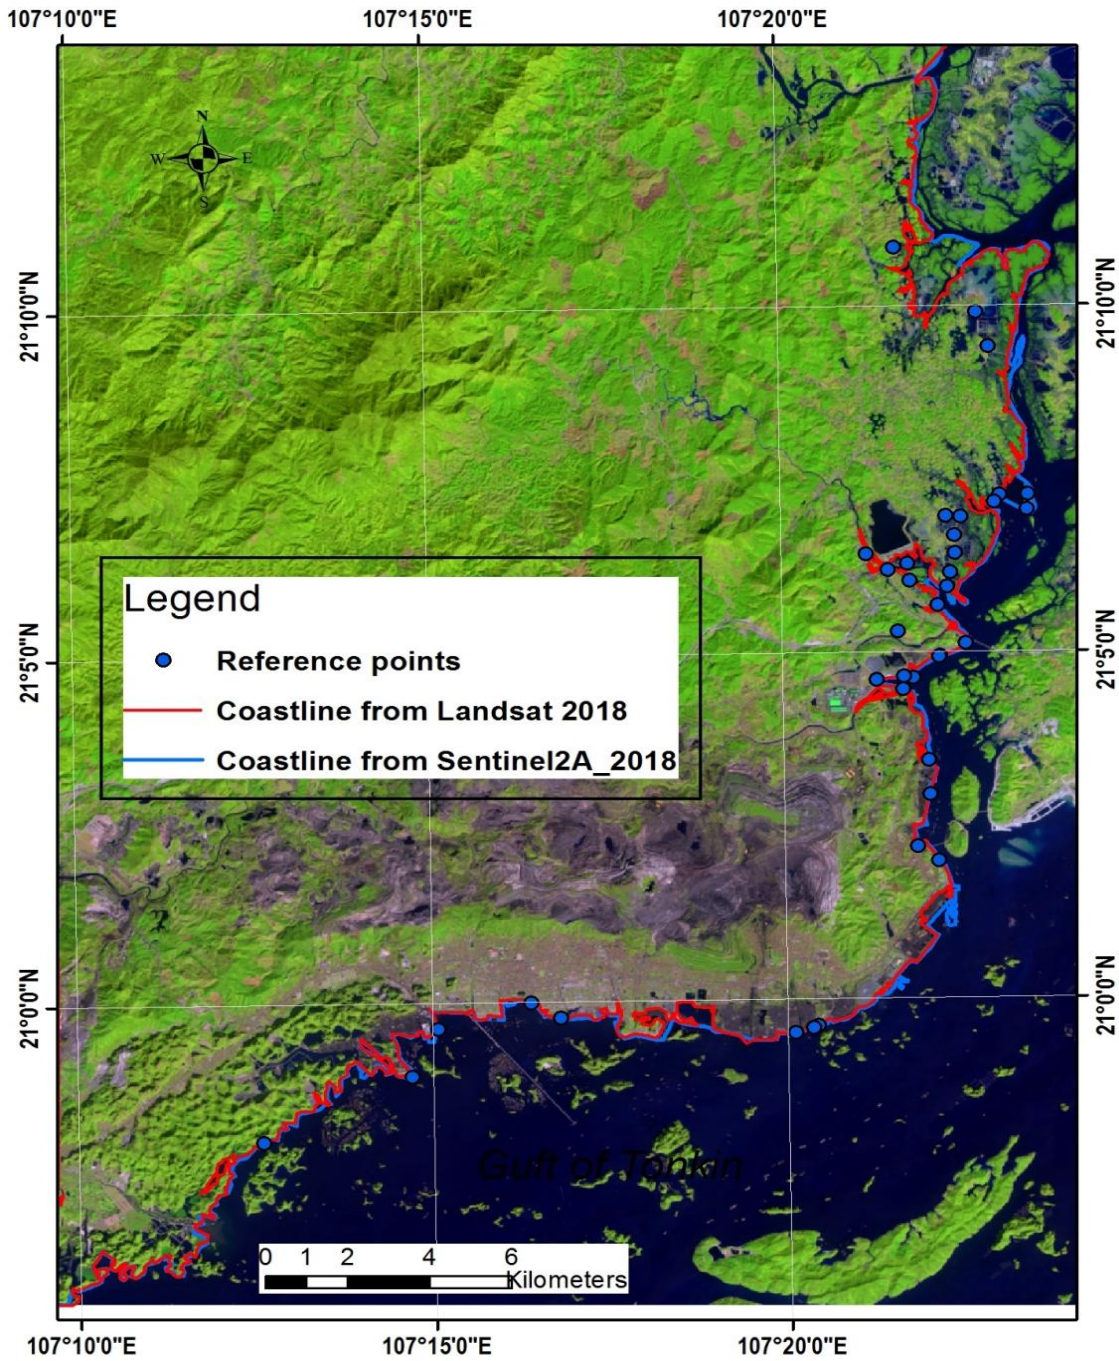 107°10'0"E 107°15'0"E 107°20'0"E
N
W E
S
21°10'0"N 21°10'0"N
Legend
Reference points
Coastline from Landsat 2018
Coastline from Sentinel2A_2018
21°5'0"N 21°5'0"N
21°0'0"N 21°0'0"N
Gulf of Tonkin
0 1 2 4 6
Kilometers
107°10'0"E 107°15'0"E 107°20'0"E